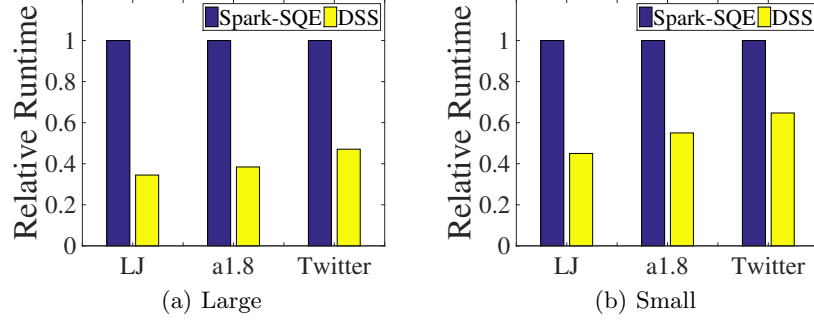 Spark-SQE DSS
Relative Runtime
1
0.8
0.6
0.4
0.2
0
LJ a1.8 Twitter
(a) Large
Spark-SQE DSS
Relative Runtime
1
0.8
0.6
0.4
0.2
0
LJ a1.8 Twitter
(b) Small